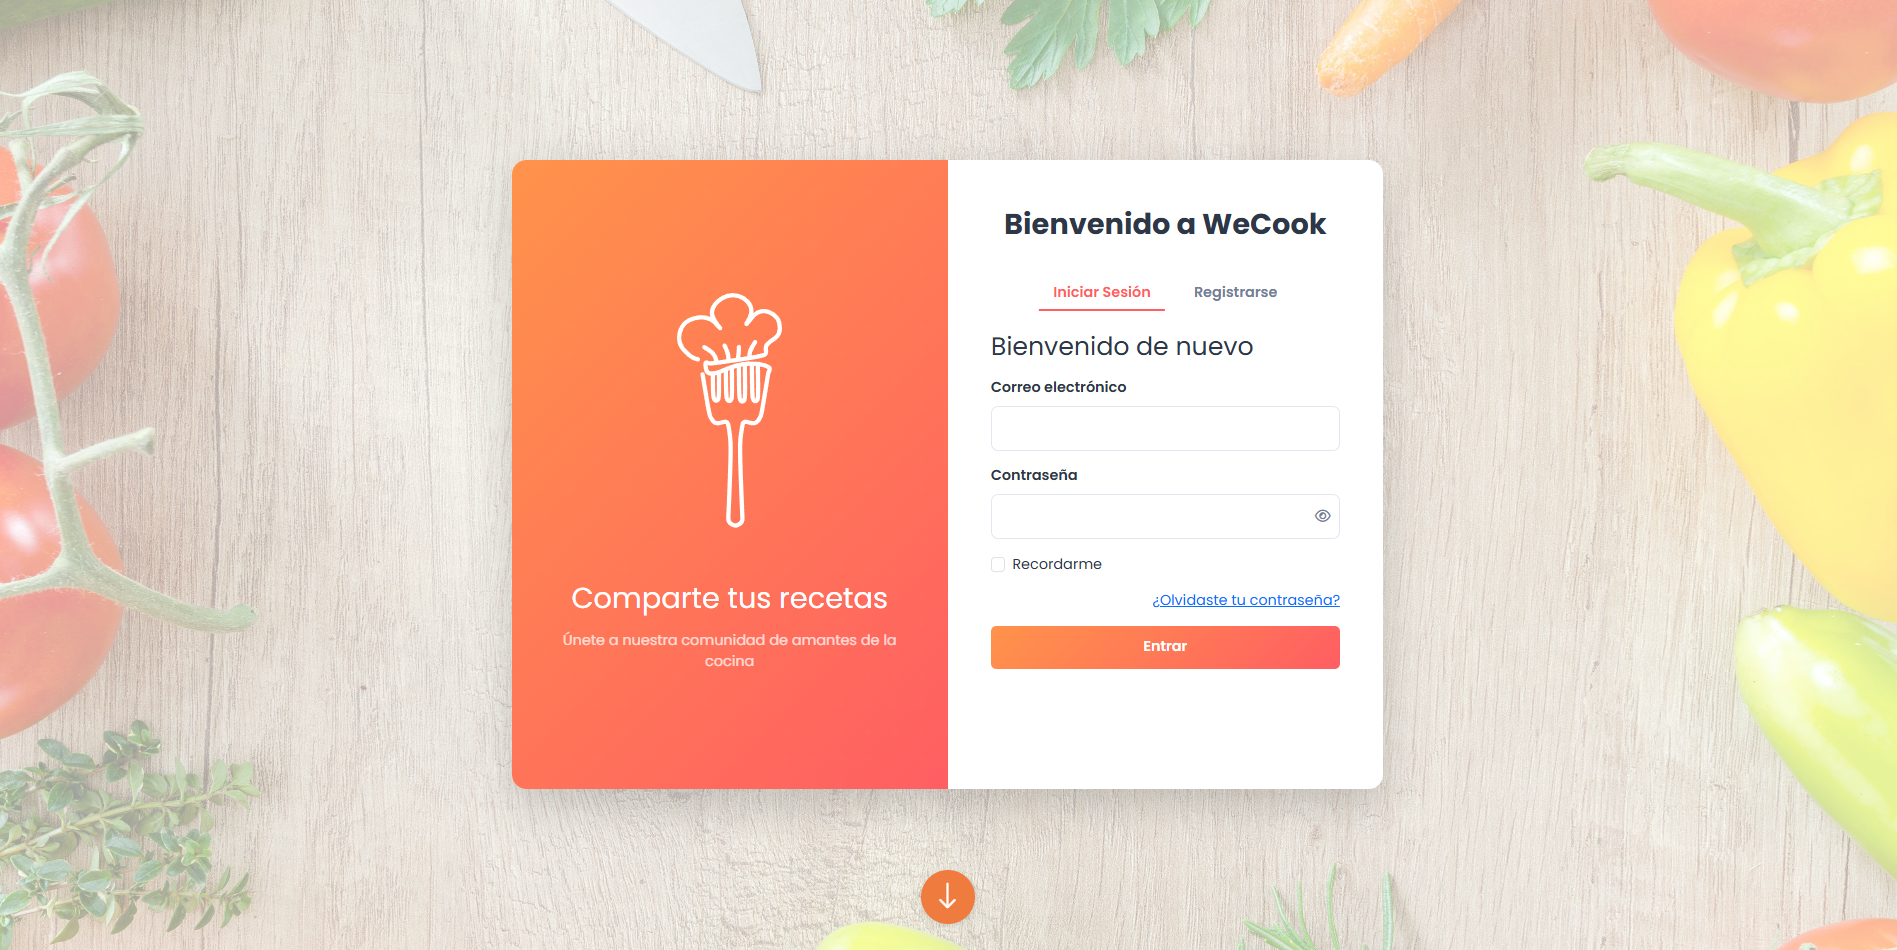 Comparte tus recetas
Únete a nuestra comunidad de amantes de la
cocina
Bienvenido a WeCook
Iniciar Sesión
Registrarse
Bienvenido de nuevo
Correo electrónico
Contraseña
Recordarme
¿Olvidaste tu contraseña?
Entrar